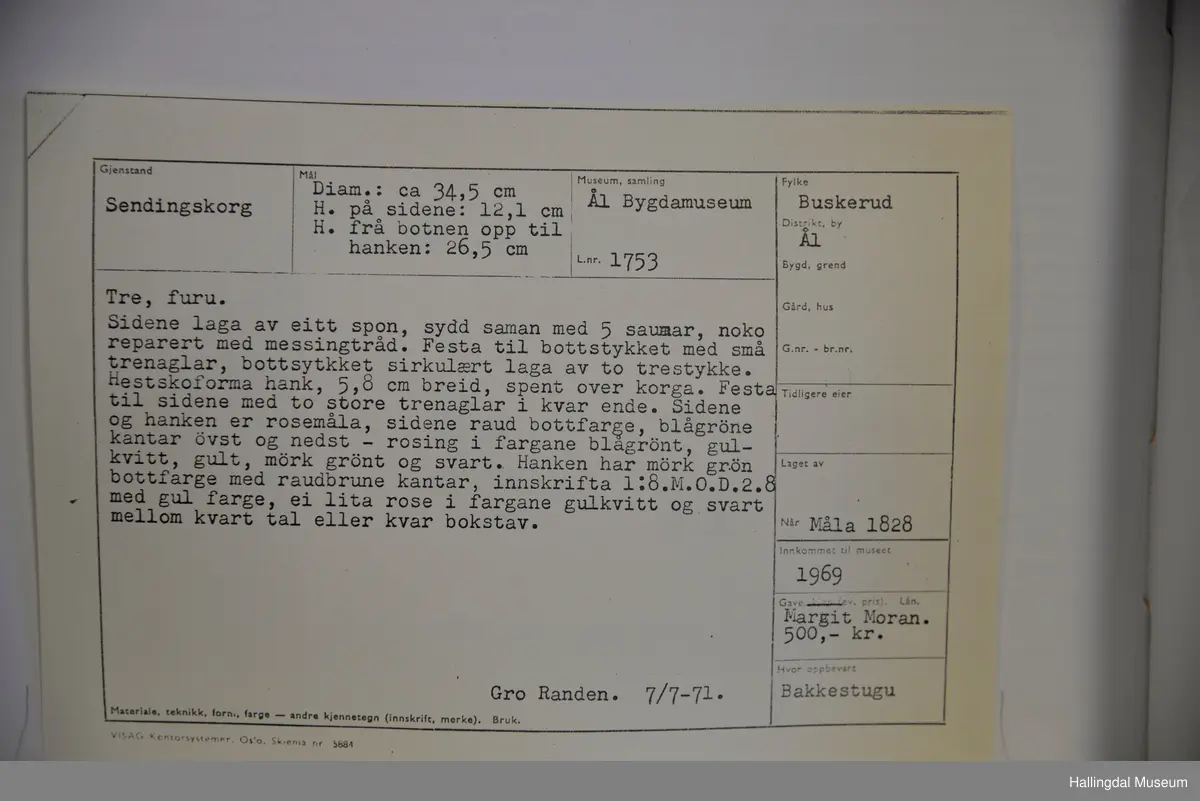 Gjenstand
Sendingskorg
Mål
Diam.: ca 34,5 cm
H. på sidene: 12,1 cm
H. frå botnen opp til
hanken: 26,5 cm
Museum, samling
Ål Bygdamuseum
L.nr. 1753
Fylke
Buskerud
Distrikt, by
Ål
Bygd, grend
Gård, hus
G.nr. - br.nr.
Tidligere eier
Laget av
Når Måla 1828
Innkommet til museet
1969
Gave (ev. pris). Lån.
Margit Moran.
500,- kr.
Hvor oppbevart
Bakkestugu
Tre, furu.
Sidene laga av eitt spon, sydd saman med 5 saumar, noko
reparert med messingtråd. Festa til bottstykket med små
trenaglar, bottsytkket sirkulært laga av to trestykke.
Hestskoforma hank, 5,8 cm breid, spent over korga. Festa
til sidene med to store trenaglar i kvar ende. Sidene
og hanken er rosemåla, sidene raud bottfarge, blågröne
kantar övst og nedst - rosing i fargane blågrönt, gul-
kvitt, gult, mörk grönt og svart. Hanken har mörk grön
bottfarge med raudbrune kantar, innskrifta 1:8.M.O.D.2.8
med gul farge, ei lita rose i fargane gulkvitt og svart
mellom kvart tal eller kvar bokstav.
Gro Randen. 7/7-71.
Materiale, teknikk, form, farge — andre kjennetegn (innskrift, merke). Bruk.
VISAG Kontorsystemer. Oslo. Skjema nr 5884
Hallingdal Museum